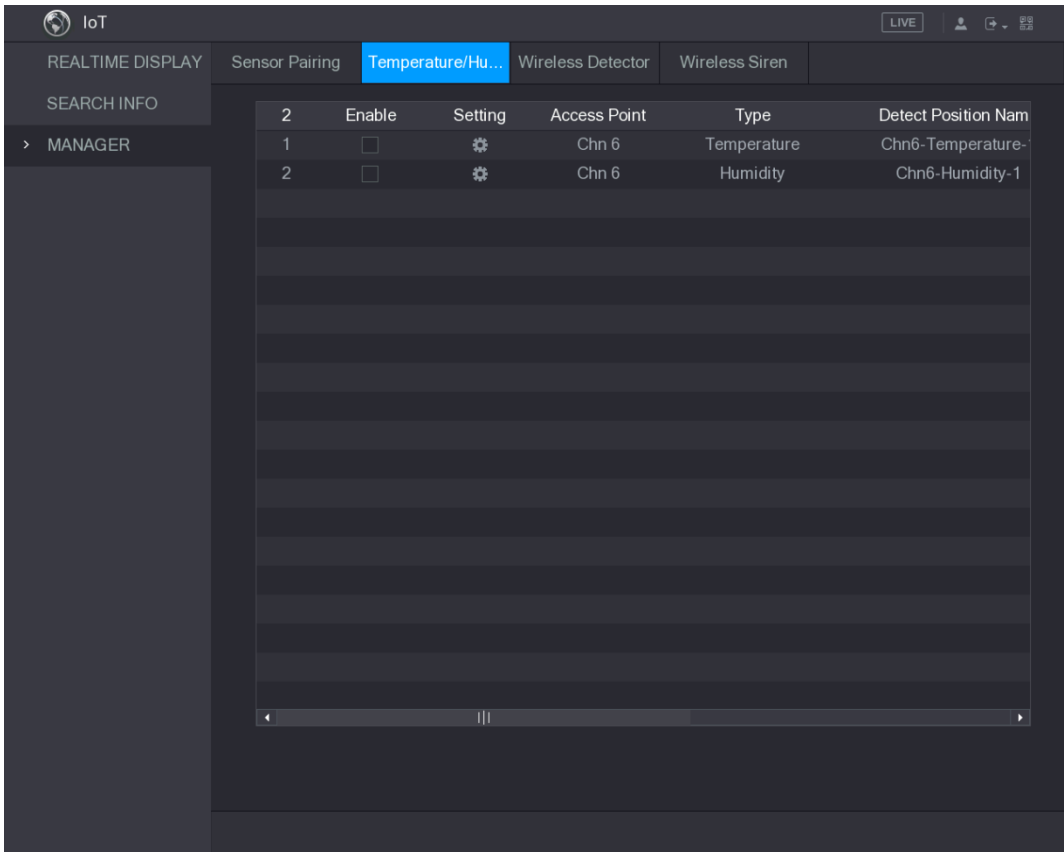 IoT LIVE
REALTIME DISPLAY
SEARCH INFO
MANAGER
Sensor Pairing Temperature/Hu... Wireless Detector Wireless Siren
2 Enable Setting Access Point Type Detect Position Nam
1 Chn 6 Temperature Chn6-Temperature-1
2 Chn 6 Humidity Chn6-Humidity-1